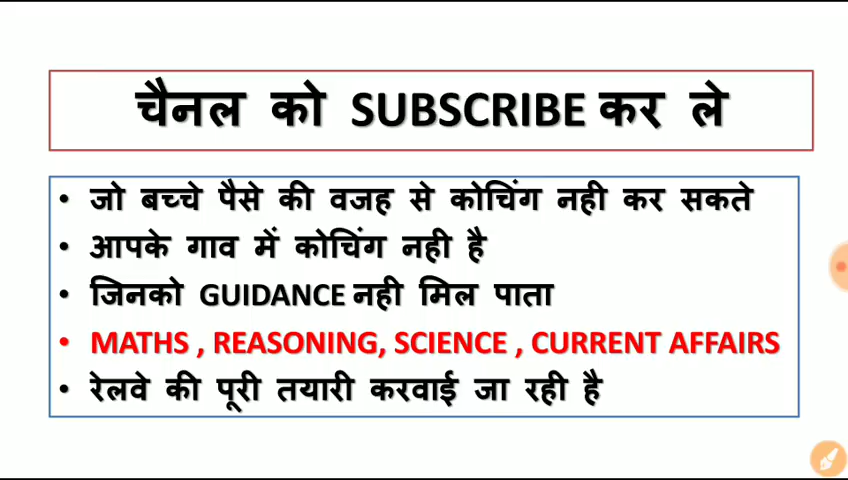 चैनल को SUBSCRIBE कर ले
• जो बच्चे पैसे की वजह से कोचिंग नही कर सकते
• आपके गाव में कोचिंग नही है
• जिनको GUIDANCE नही मिल पाता
• MATHS , REASONING, SCIENCE , CURRENT AFFAIRS
• रेलवे की पूरी तयारी करवाई जा रही है